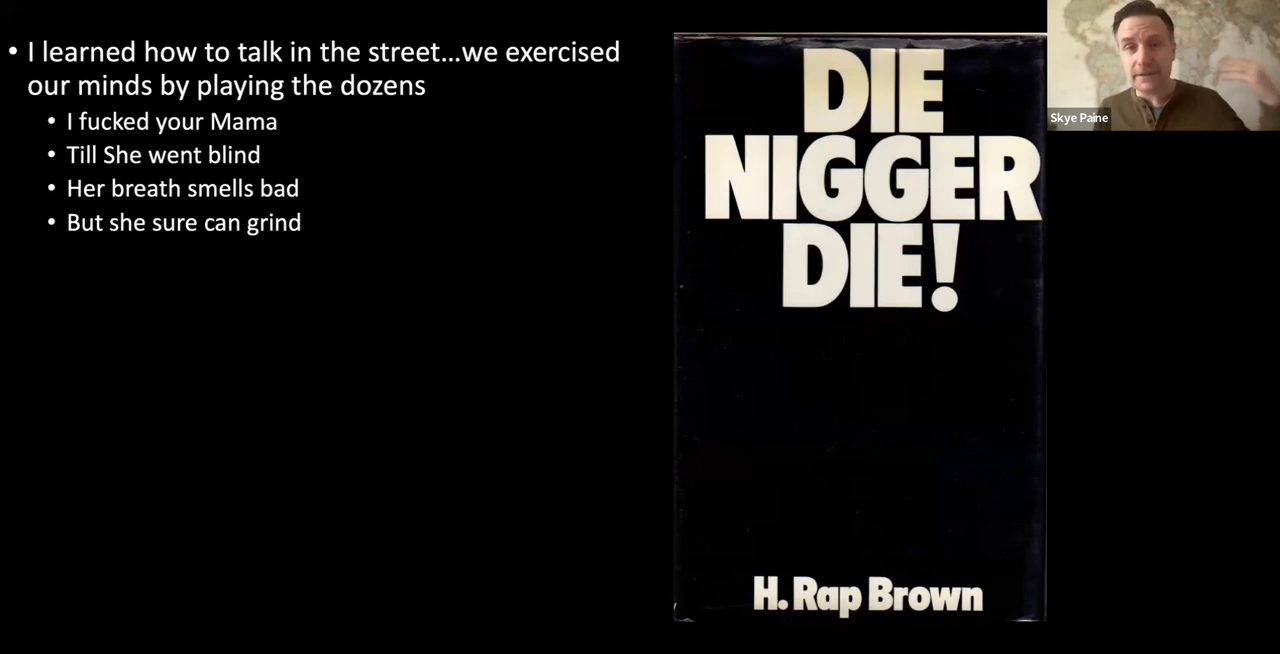 • I learned how to talk in the street...we exercised
our minds by playing the dozens
• I fucked your Mama
• Till She went blind
• Her breath smells bad
• But she sure can grind
DIE
NIGGER
DIE!
H. Rap Brown
Skye Paine